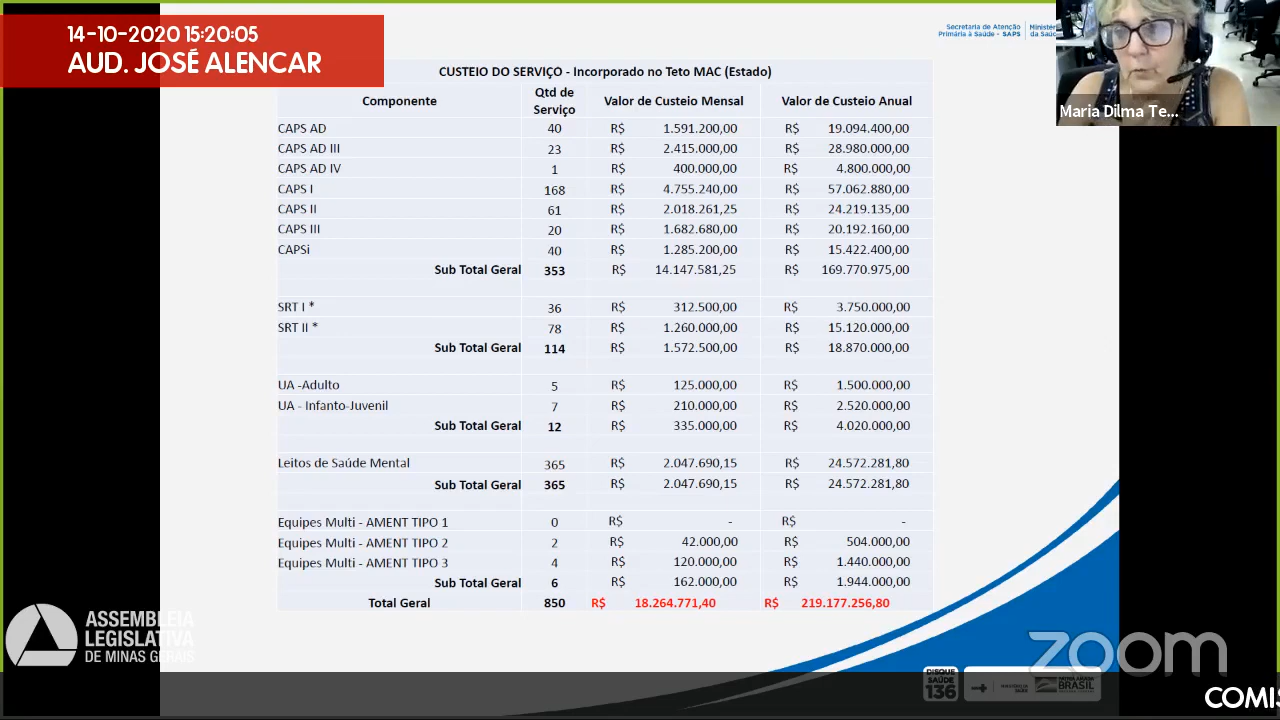 14-10-2020 15:20:05
AUD. JOSÉ ALENCAR
Secretaria de Atenção
Primária à Saúde - SAPS
Maria Dilma Te...
CUSTEIO DO SERVIÇO - Incorporado no Teto MAC (Estado)
Componente Qtd de Serviço Valor de Custeio Mensal Valor de Custeio Anual
CAPS AD 40 R$ 1.591.200,00 R$ 19.094.400,00
CAPS AD III 23 R$ 2.415.000,00 R$ 28.980.000,00
CAPS AD IV 1 R$ 400.000,00 R$ 4.800.000,00
CAPS I 168 R$ 4.755.240,00 R$ 57.062.880,00
CAPS II 61 R$ 2.018.261,25 R$ 24.219.135,00
CAPS III 20 R$ 1.682.680,00 R$ 20.192.160,00
CAPSi 40 R$ 1.285.200,00 R$ 15.422.400,00
Sub Total Geral 353 R$ 14.147.581,25 R$ 169.770.975,00
SRT I * 36 R$ 312.500,00 R$ 3.750.000,00
SRT II * 78 R$ 1.260.000,00 R$ 15.120.000,00
Sub Total Geral 114 R$ 1.572.500,00 R$ 18.870.000,00
UA -Adulto 5 R$ 125.000,00 R$ 1.500.000,00
UA - Infanto-Juvenil 7 R$ 210.000,00 R$ 2.520.000,00
Sub Total Geral 12 R$ 335.000,00 R$ 4.020.000,00
Leitos de Saúde Mental 365 R$ 2.047.690,15 R$ 24.572.281,80
Sub Total Geral 365 R$ 2.047.690,15 R$ 24.572.281,80
Equipes Multi - AMENT TIPO 1 0 R$ - R$ -
Equipes Multi - AMENT TIPO 2 2 R$ 42.000,00 R$ 504.000,00
Equipes Multi - AMENT TIPO 3 4 R$ 120.000,00 R$ 1.440.000,00
Sub Total Geral 6 R$ 162.000,00 R$ 1.944.000,00
Total Geral 850 R$ 18.264.771,40 R$ 219.177.256,80
ASSEMBLEIA
LEGISLATIVA
DE MINAS GERAIS
zoom
DISQUE
SAÚDE
136
BRASIL
COMIS